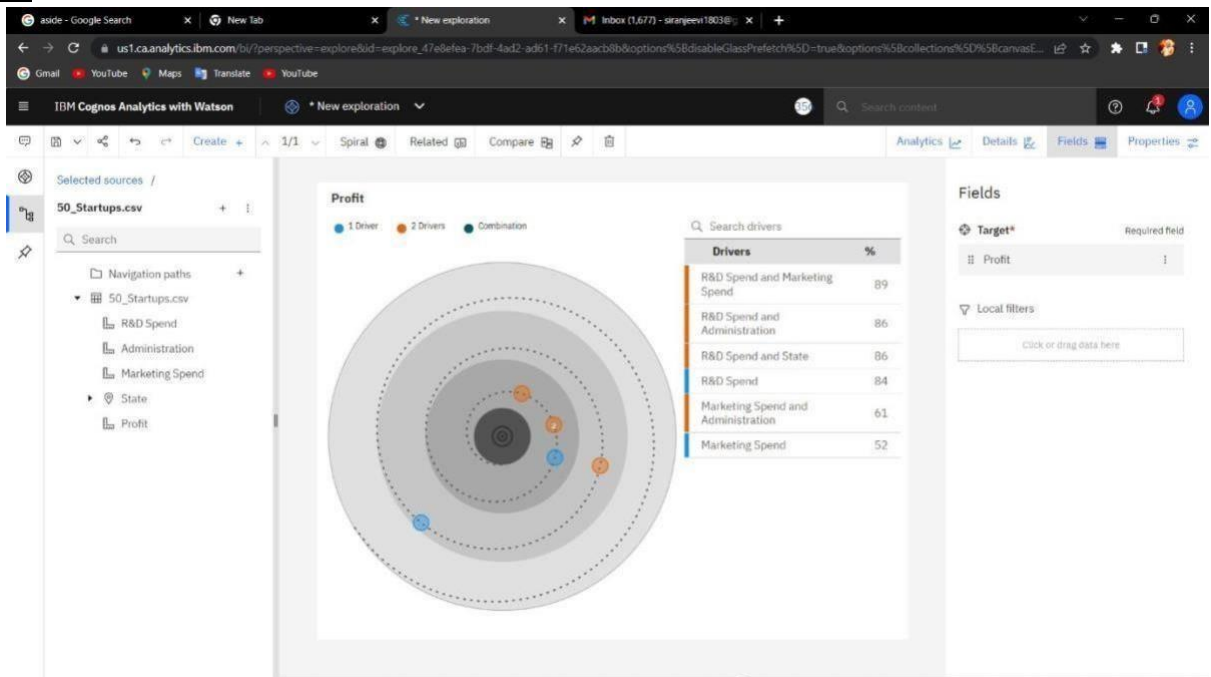 aside - Google Search
New Tab
* New exploration
Inbox (1,677) - siranjeevi1803@g
us1.ca.analytics.ibm.com/bi/?perspective=explore&id=explore_47e8efea-7bdf-4ad2-ad61-f71e62aacb8b&options%5BdisableGlassPrefetch%5D=true&options%5Bcollections%5D%5BcanvasE...
Gmail YouTube Maps Translate YouTube
IBM Cognos Analytics with Watson
* New exploration
Search content
Create +
1/1
Spiral
Related
Compare
Analytics
Details
Fields
Properties
Selected sources /
50_Startups.csv
Search
Navigation paths
50_Startups.csv
R&D Spend
Administration
Marketing Spend
State
Profit
Profit
1 Driver 2 Drivers Combination
Search drivers
Drivers %
R&D Spend and Marketing
Spend 89
R&D Spend and
Administration 86
R&D Spend and State 86
R&D Spend 84
Marketing Spend and
Administration 61
Marketing Spend 52
2
Fields
Target* Required field
Profit
Local filters
Click or drag data here